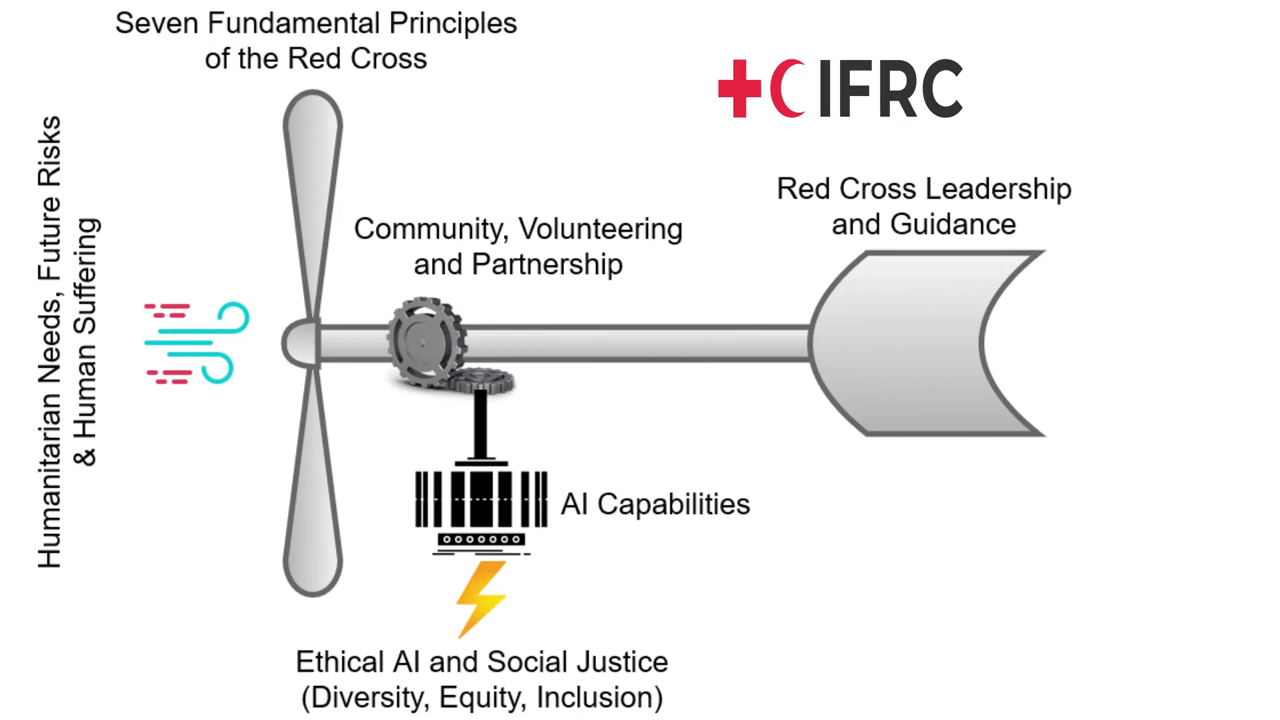 Seven Fundamental Principles
of the Red Cross
IFRC
Humanitarian Needs, Future Risks
& Human Suffering
Red Cross Leadership
and Guidance
Community, Volunteering
and Partnership
AI Capabilities
Ethical AI and Social Justice
(Diversity, Equity, Inclusion)